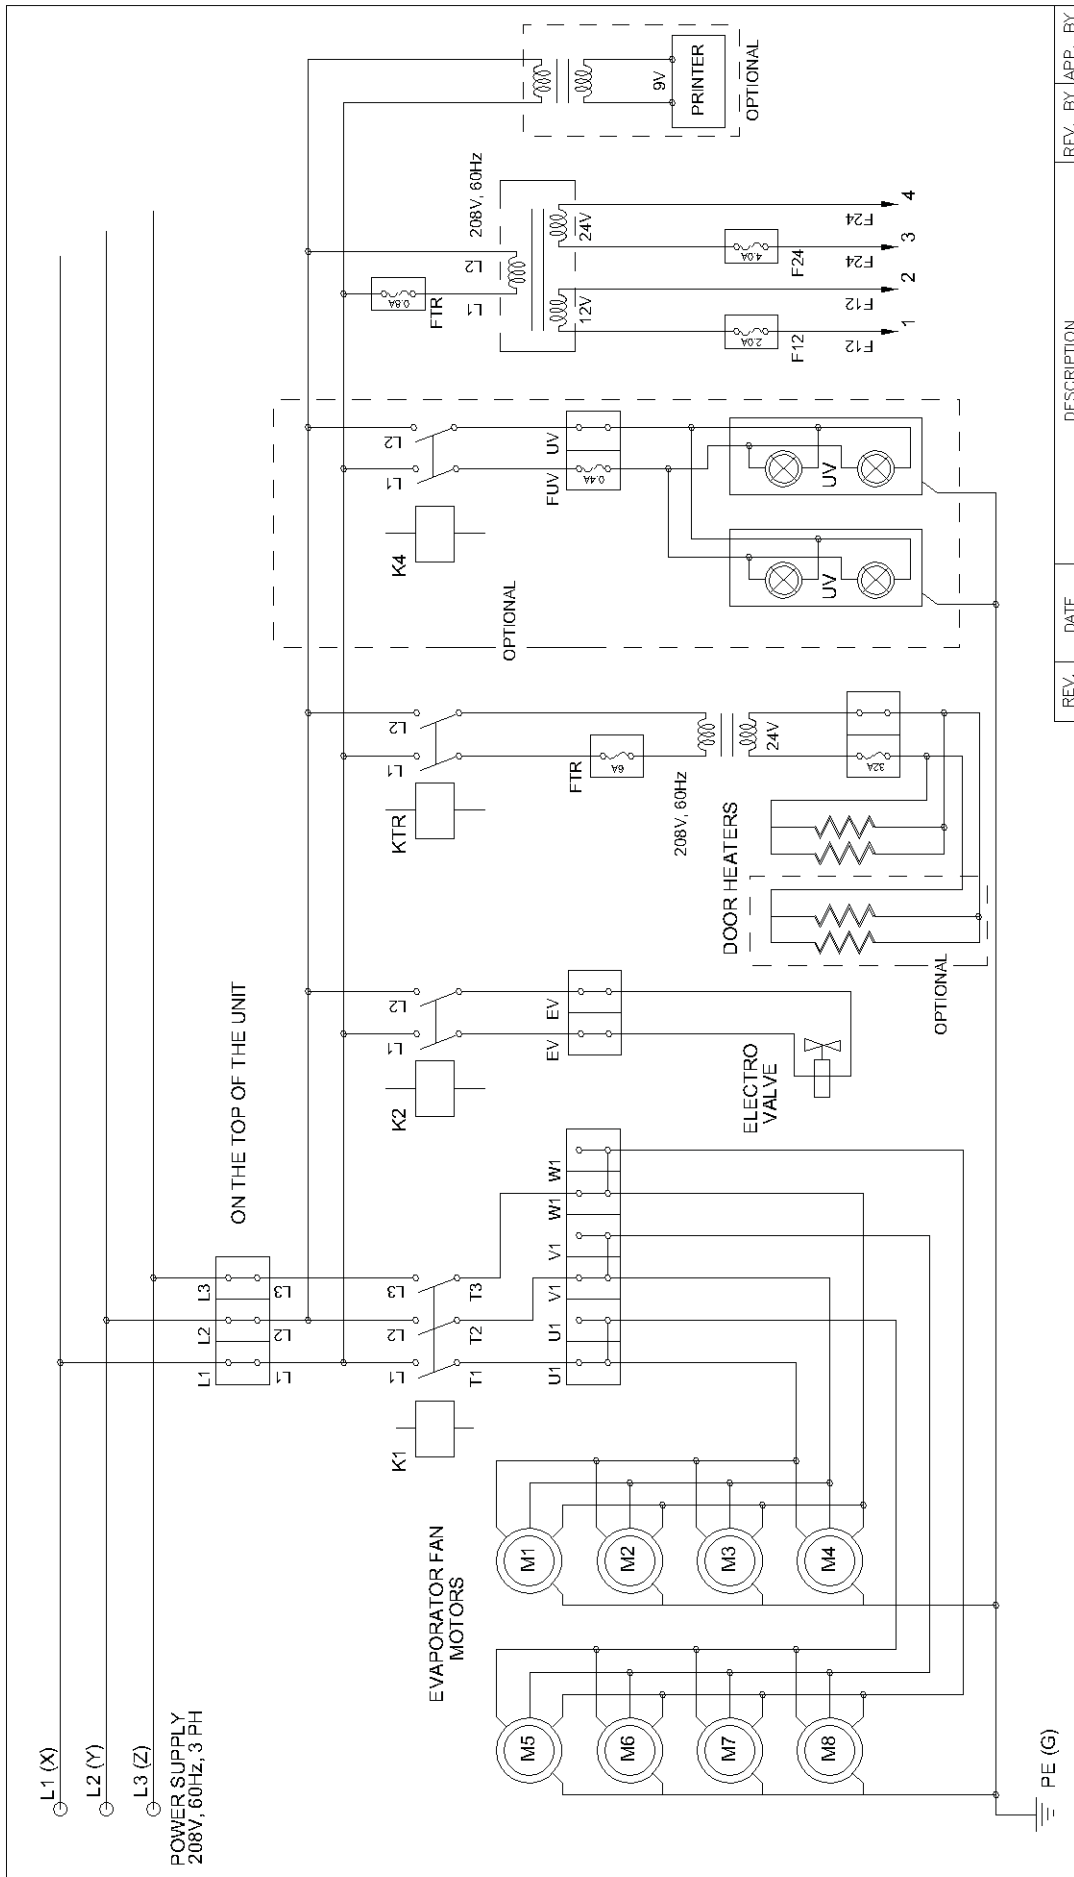 L1 (X)
L2 (Y)
L3 (Z)
POWER SUPPLY
208V, 60Hz, 3 PH
ON THE TOP OF THE UNIT
L1
L2
L3
L1
L2
L3
K1
L1
L2
L3
T1
T2
T3
U1
U1
V1
V1
W1
W1
EVAPORATOR FAN
MOTORS
M1
M2
M3
M4
M5
M6
M7
M8
PE (G)
K2
L1
L2
EV
EV
ELECTRO
VALVE
KTR
L1
L2
FTR
6A
208V, 60Hz
24V
32A
DOOR HEATERS
OPTIONAL
OPTIONAL
K4
L1
L2
FUV
UV
0.4A
UV
UV
FTR
0.8A
L1
L2
208V, 60Hz
12V
24V
2.0A
F12
4.0A
F24
F12
F12
F24
F24
1
2
3
4
9V
PRINTER
OPTIONAL
REV.
DATE
DESCRIPTION
REV. BY
APP. BY